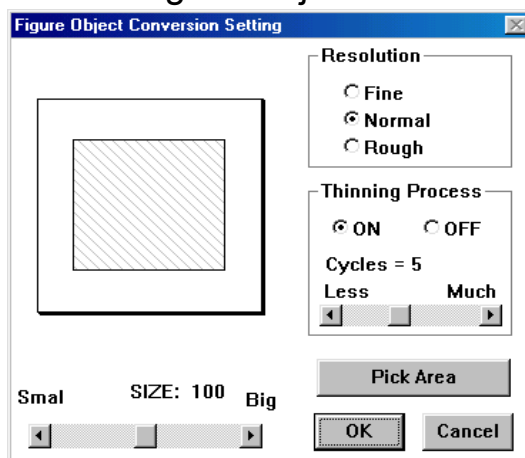 Figure Object Conversion Setting
Resolution
Fine
Normal
Rough
Thinning Process
ON OFF
Cycles = 5
Less Much
Pick Area
Smal SIZE: 100 Big
OK Cancel